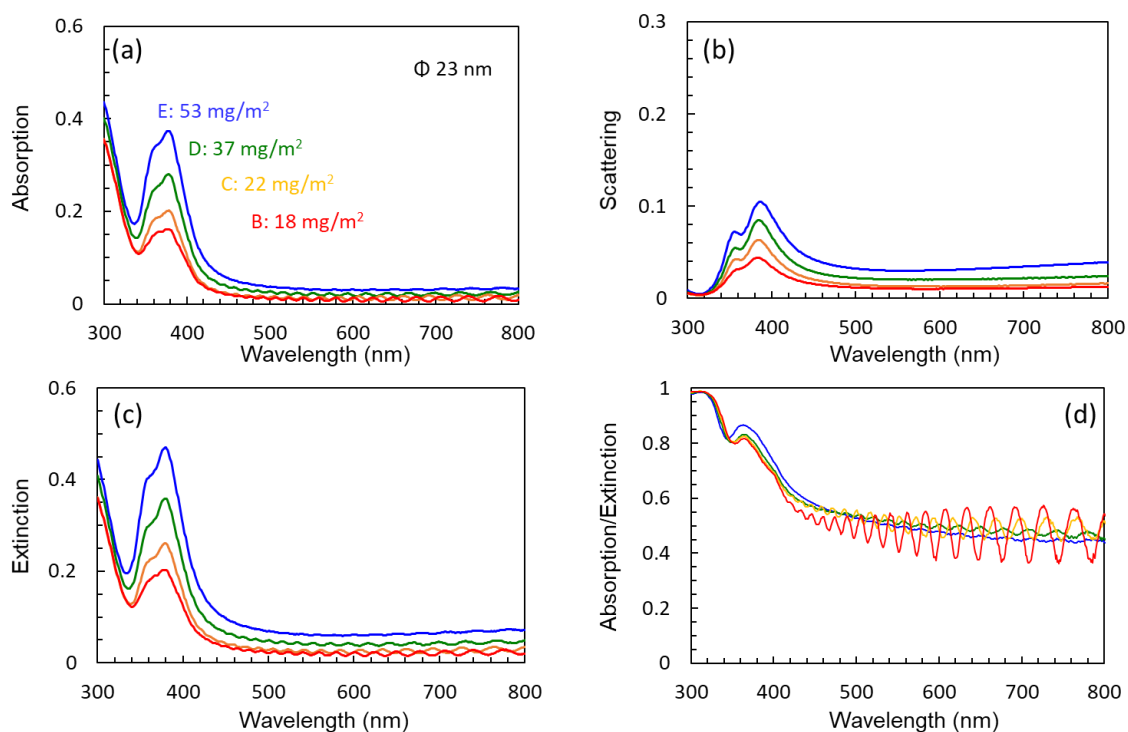 (a)
Φ 23 nm
E: 53 mg/m²
D: 37 mg/m²
C: 22 mg/m²
B: 18 mg/m²
Absorption
0.6
0.4
0.2
0
300 400 500 600 700 800
Wavelength (nm)
(b)
Scattering
0.3
0.2
0.1
0
300 400 500 600 700 800
Wavelength (nm)
(c)
Extinction
0.6
0.4
0.2
0
300 400 500 600 700 800
Wavelength (nm)
(d)
Absorption/Extinction
1
0.8
0.6
0.4
0.2
0
300 400 500 600 700 800
Wavelength (nm)